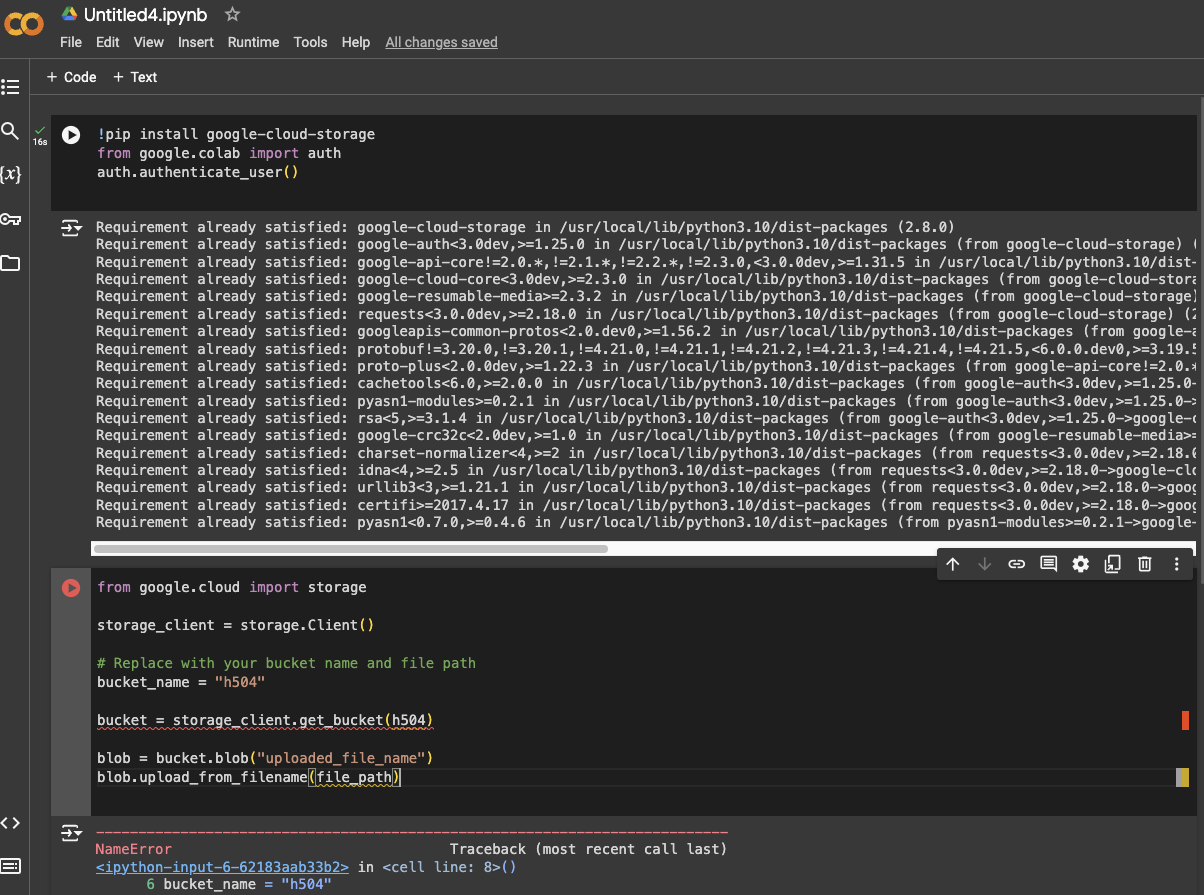 Untitled4.ipynb
File Edit View Insert Runtime Tools Help All changes saved
+ Code + Text
16s
!pip install google-cloud-storage
from google.colab import auth
auth.authenticate_user()
{x}
Requirement already satisfied: google-cloud-storage in /usr/local/lib/python3.10/dist-packages (2.8.0)
Requirement already satisfied: google-auth<3.0dev,>=1.25.0 in /usr/local/lib/python3.10/dist-packages (from google-cloud-storage) (
Requirement already satisfied: google-api-core!=2.0.*,!=2.1.*,!=2.2.*,!=2.3.0,<3.0.0dev,>=1.31.5 in /usr/local/lib/python3.10/dist-
Requirement already satisfied: google-cloud-core<3.0dev,>=2.3.0 in /usr/local/lib/python3.10/dist-packages (from google-cloud-stora
Requirement already satisfied: google-resumable-media>=2.3.2 in /usr/local/lib/python3.10/dist-packages (from google-cloud-storage)
Requirement already satisfied: requests<3.0.0dev,>=2.18.0 in /usr/local/lib/python3.10/dist-packages (from google-cloud-storage) (2
Requirement already satisfied: googleapis-common-protos<2.0.dev0,>=1.56.2 in /usr/local/lib/python3.10/dist-packages (from google-a
Requirement already satisfied: protobuf!=3.20.0,!=3.20.1,!=4.21.0,!=4.21.1,!=4.21.2,!=4.21.3,!=4.21.4,!=4.21.5,<6.0.0.dev0,>=3.19.5
Requirement already satisfied: proto-plus<2.0.0dev,>=1.22.3 in /usr/local/lib/python3.10/dist-packages (from google-api-core!=2.0.*
Requirement already satisfied: cachetools<6.0,>=2.0.0 in /usr/local/lib/python3.10/dist-packages (from google-auth<3.0dev,>=1.25.0-
Requirement already satisfied: pyasn1-modules>=0.2.1 in /usr/local/lib/python3.10/dist-packages (from google-auth<3.0dev,>=1.25.0->
Requirement already satisfied: rsa<5,>=3.1.4 in /usr/local/lib/python3.10/dist-packages (from google-auth<3.0dev,>=1.25.0->google-c
Requirement already satisfied: google-crc32c<2.0dev,>=1.0 in /usr/local/lib/python3.10/dist-packages (from google-resumable-media>=
Requirement already satisfied: charset-normalizer<4,>=2 in /usr/local/lib/python3.10/dist-packages (from requests<3.0.0dev,>=2.18.0
Requirement already satisfied: idna<4,>=2.5 in /usr/local/lib/python3.10/dist-packages (from requests<3.0.0dev,>=2.18.0->google-clo
Requirement already satisfied: urllib3<3,>=1.21.1 in /usr/local/lib/python3.10/dist-packages (from requests<3.0.0dev,>=2.18.0->goog
Requirement already satisfied: certifi>=2017.4.17 in /usr/local/lib/python3.10/dist-packages (from requests<3.0.0dev,>=2.18.0->goog
Requirement already satisfied: pyasn1<0.7.0,>=0.4.6 in /usr/local/lib/python3.10/dist-packages (from pyasn1-modules>=0.2.1->google-
from google.cloud import storage
storage_client = storage.Client()
# Replace with your bucket name and file path
bucket_name = "h504"
bucket = storage_client.get_bucket(h504)
blob = bucket.blob("uploaded_file_name")
blob.upload_from_filename(file_path)
---------------------------------------------------------------------------
NameError Traceback (most recent call last)
<ipython-input-6-62183aab33b2> in <cell line: 8>()
6 bucket_name = "h504"